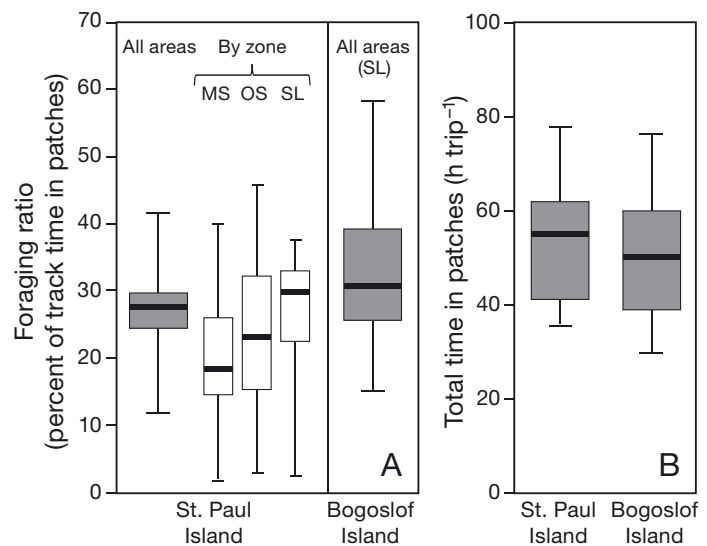 Foraging ratio
(percent of track time in patches)
70
60
50
40
30
20
10
0
All areas
By zone
MS OS SL
All areas
(SL)
A
St. Paul
Island
Bogoslof
Island
Total time in patches (h trip⁻¹)
100
80
60
40
20
0
B
St. Paul
Island
Bogoslof
Island